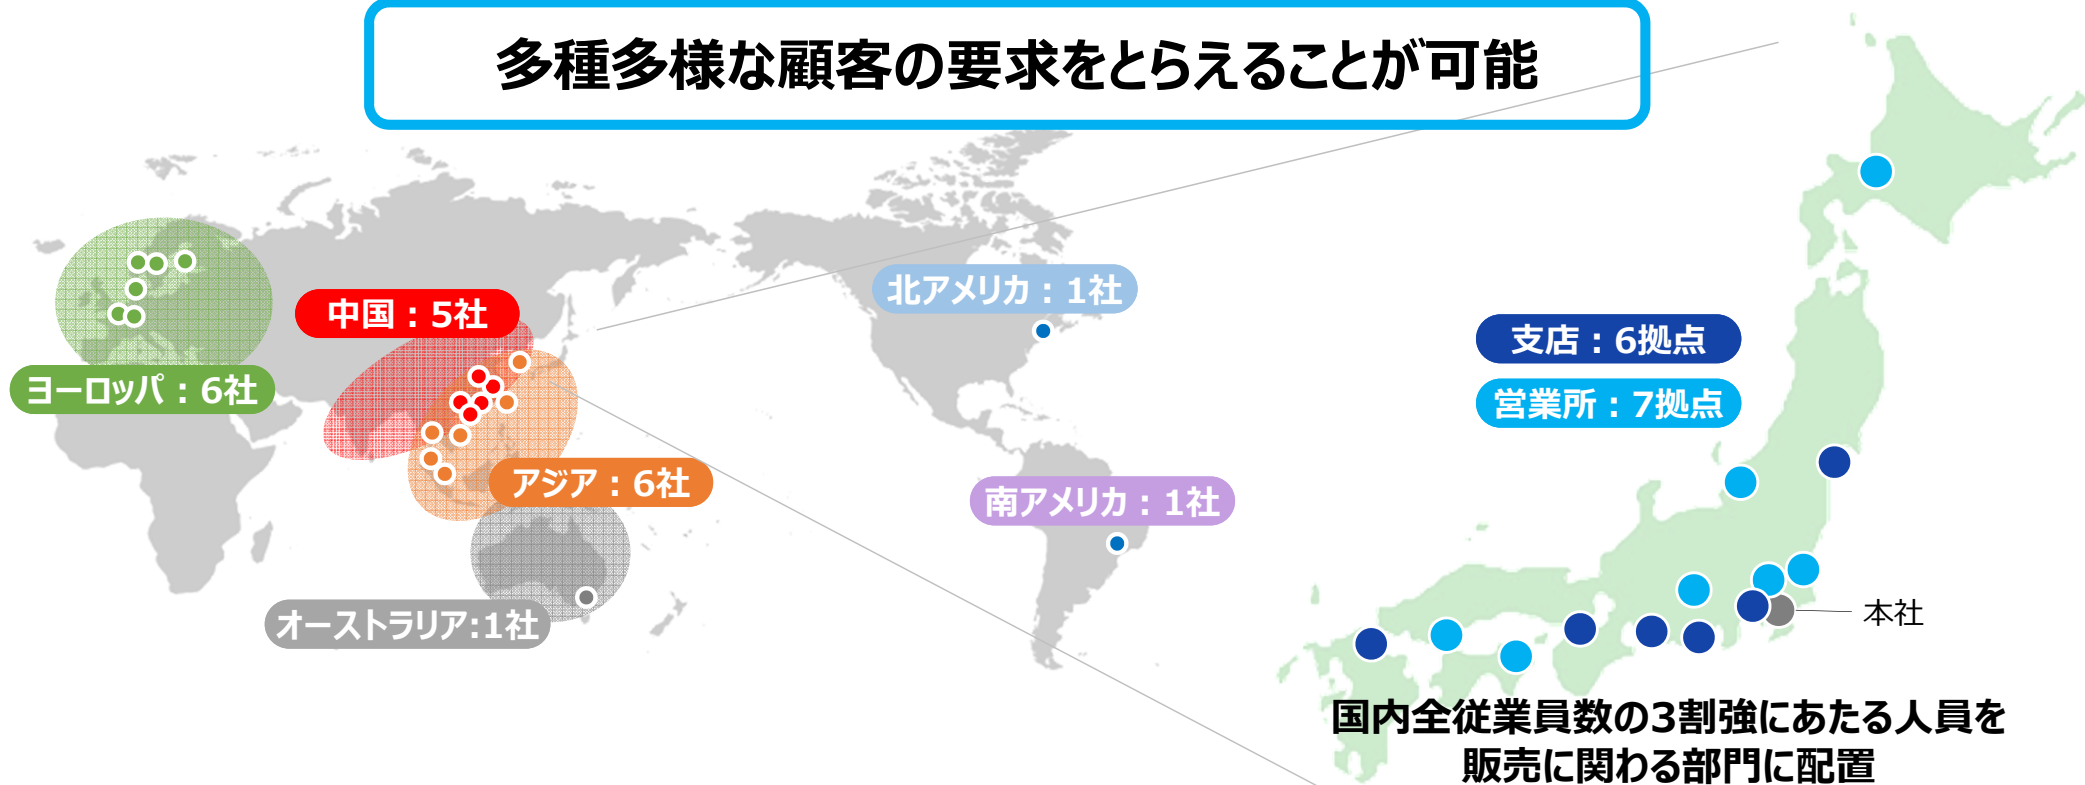 多種多様な顧客の要求をとらえることが可能
北アメリカ：1社
中国：5社
支店：6拠点
ヨーロッパ：6社
営業所：7拠点
アジア：6社
南アメリカ：1社
オーストラリア:1社
本社
国内全従業員数の3割強にあたる人員を
販売に関わる部門に配置